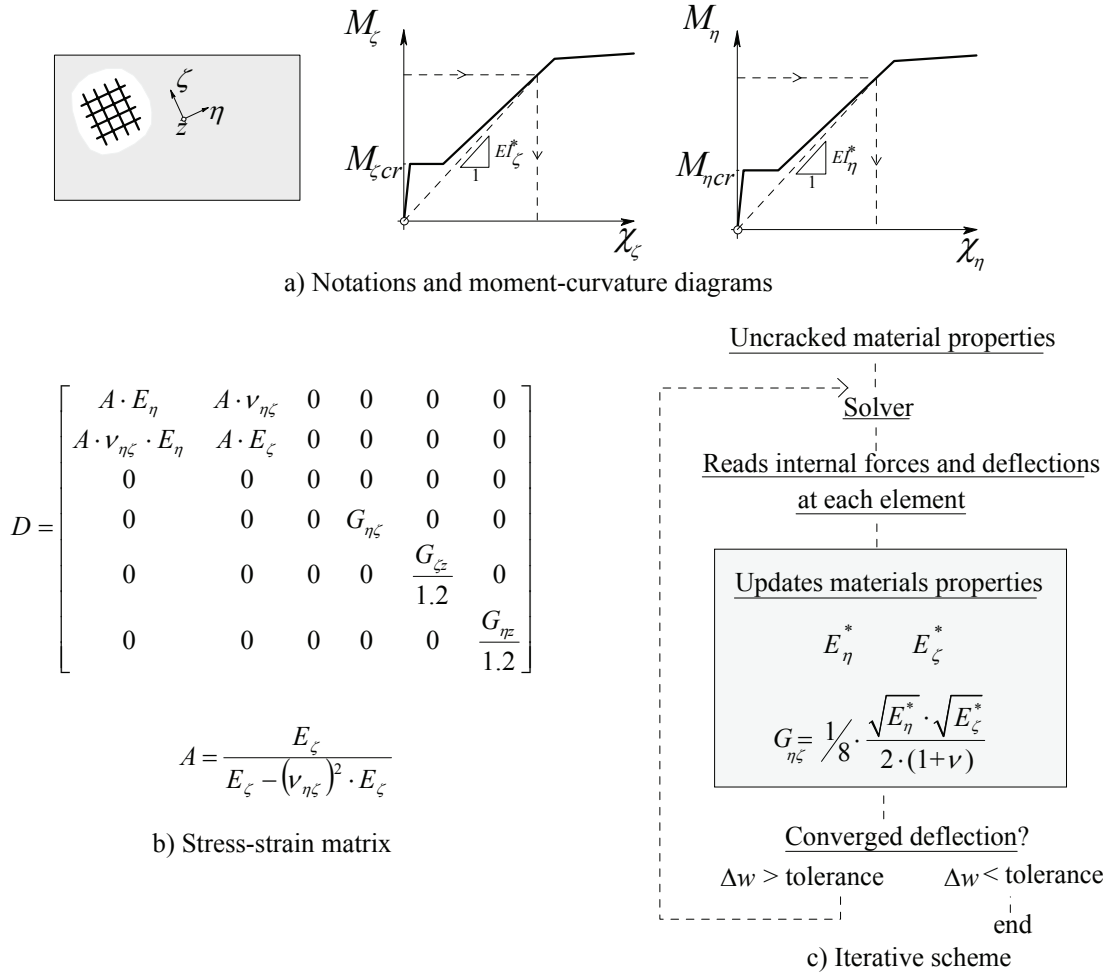 M_ζ
M_η
ζ
η
z
M_ζcr
EI*_ζ
1
χ_ζ
M_ηcr
EI*_η
1
χ_η
a) Notations and moment-curvature diagrams
D = [
A · E_η   A · ν_ηζ   0   0   0   0
A · ν_ηζ · E_η   A · E_ζ   0   0   0   0
0   0   0   0   0   0
0   0   0   G_ηζ   0   0
0   0   0   0   G_ζz/1.2   0
0   0   0   0   0   G_ηz/1.2
]
A = E_ζ / (E_ζ − (ν_ηζ)² · E_ζ)
b) Stress-strain matrix
Uncracked material properties
Solver
Reads internal forces and deflections
at each element
Updates materials properties
E*_η   E*_ζ
G_ηζ = 1/8 · √E*_η · √E*_ζ / 2 · (1+ν)
Converged deflection?
Δw > tolerance   Δw < tolerance
end
c) Iterative scheme